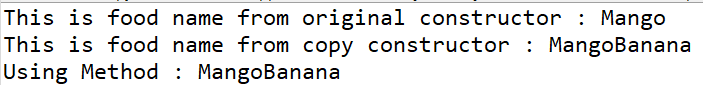 This is food name from original constructor : Mango
This is food name from copy constructor : MangoBanana
Using Method : MangoBanana